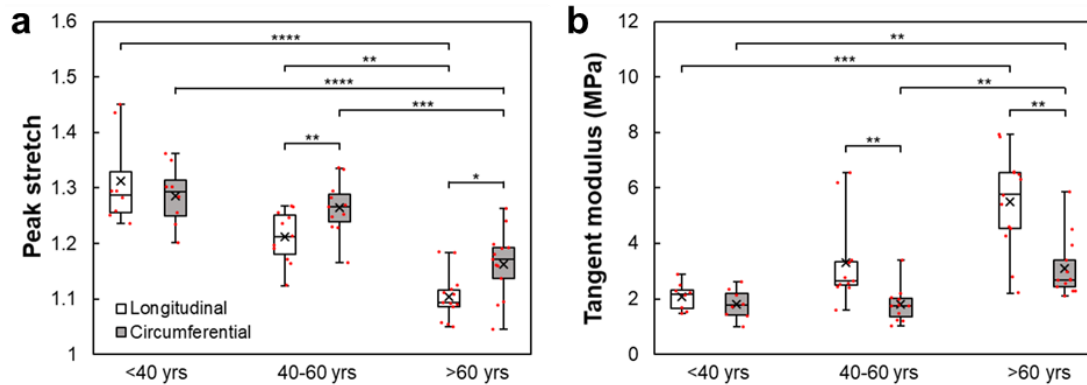 a
Peak stretch
1.6
1.5
1.4
1.3
1.2
1.1
1
****
**
****
***
**
*
Longitudinal
Circumferential
<40 yrs
40-60 yrs
>60 yrs
b
Tangent modulus (MPa)
12
10
8
6
4
2
0
**
***
**
**
**
<40 yrs
40-60 yrs
>60 yrs